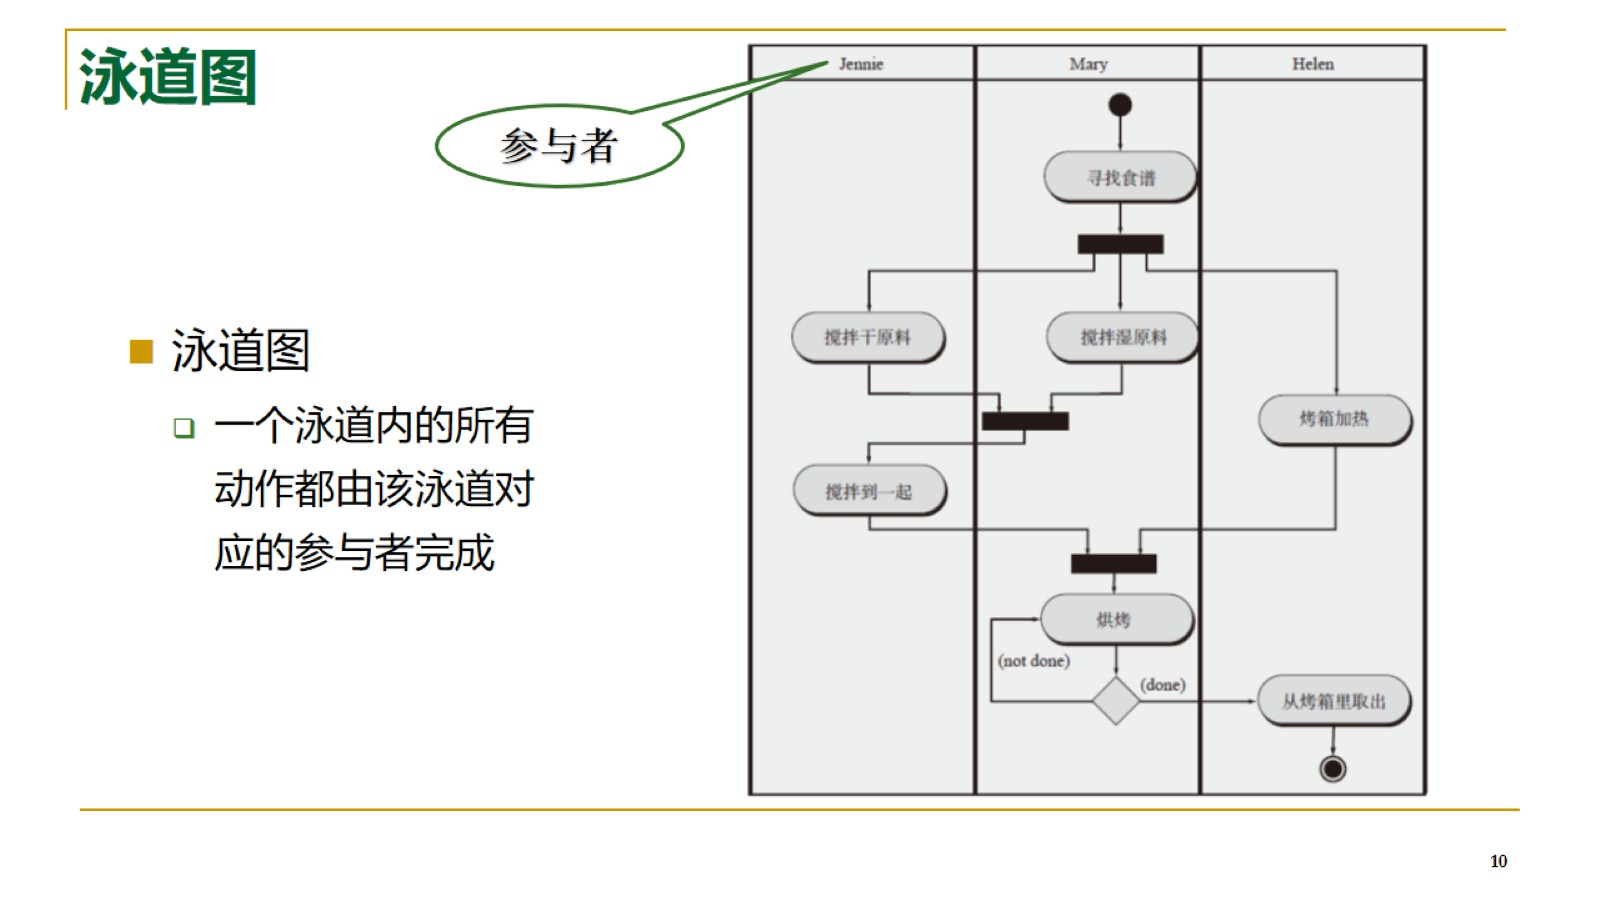 泳道图
参与者
泳道图
一个泳道内的所有
动作都由该泳道对
应的参与者完成
Jennie
Mary
Helen
寻找食谱
搅拌干原料
搅拌湿原料
烤箱加热
搅拌到一起
烘烤
(not done)
(done)
从烤箱里取出
10